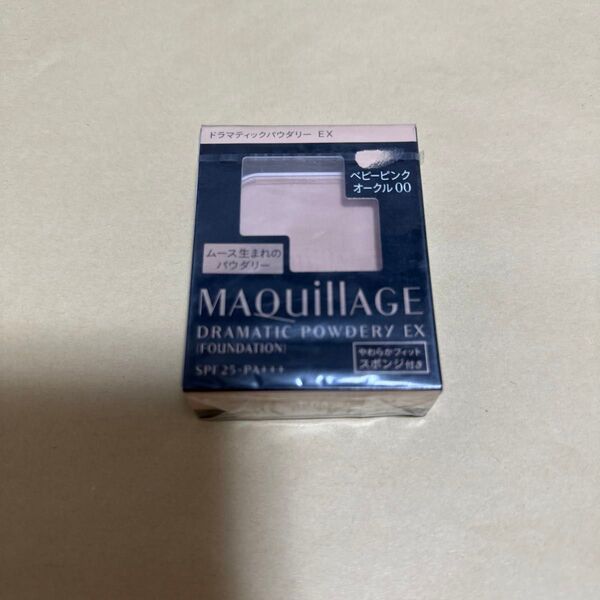 ドラマティックパウダリー EX
ベビーピンク
オークル00
ムース生まれの
パウダリー
MAQuillAGE
DRAMATIC POWDERY EX
(FOUNDATION)
SPF25・PA+++
やわらかフィット
スポンジ付き